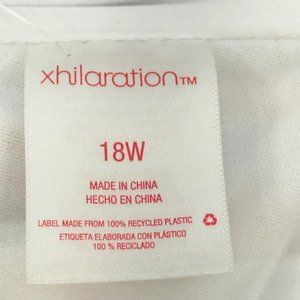 xhilaration™
18W
MADE IN CHINA
HECHO EN CHINA
LABEL MADE FROM 100% RECYCLED PLASTIC
ETIQUETA ELABORADA CON PLÁSTICO
100 % RECICLADO